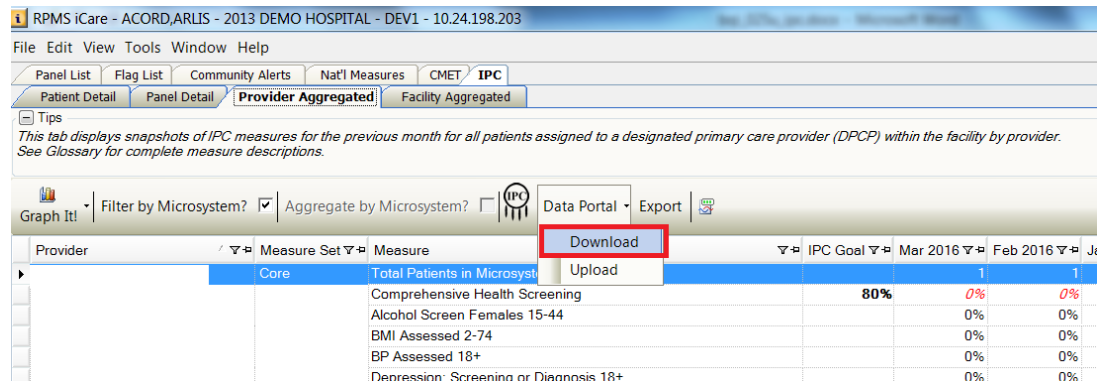 RPMS iCare - ACORD,ARLIS - 2013 DEMO HOSPITAL - DEV1 - 10.24.198.203
File Edit View Tools Window Help
Panel List Flag List Community Alerts Nat'l Measures CMET IPC
Patient Detail Panel Detail Provider Aggregated Facility Aggregated
Tips
This tab displays snapshots of IPC measures for the previous month for all patients assigned to a designated primary care provider (DPCP) within the facility by provider.
See Glossary for complete measure descriptions.
Graph It! Filter by Microsystem? Aggregate by Microsystem? IPC Data Portal Export
Download
Upload
Provider Measure Set Measure IPC Goal Mar 2016 Feb 2016
Core Total Patients in 1 1
Comprehensive Health Screening 80% 0% 0%
Alcohol Screen Females 15-44 0% 0%
BMI Assessed 2-74 0% 0%
BP Assessed 18+ 0% 0%
Depression: Screening or Diagnosis 18+ 0% 0%